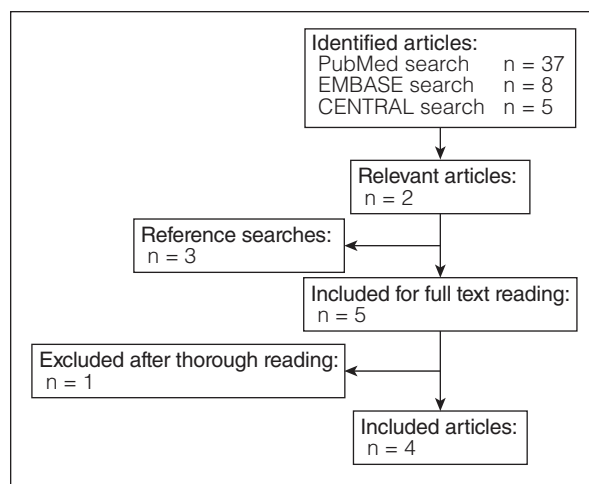 Identified articles:
PubMed search n = 37
EMBASE search n = 8
CENTRAL search n = 5
Relevant articles:
n = 2
Reference searches:
n = 3
Included for full text reading:
n = 5
Excluded after thorough reading:
n = 1
Included articles:
n = 4